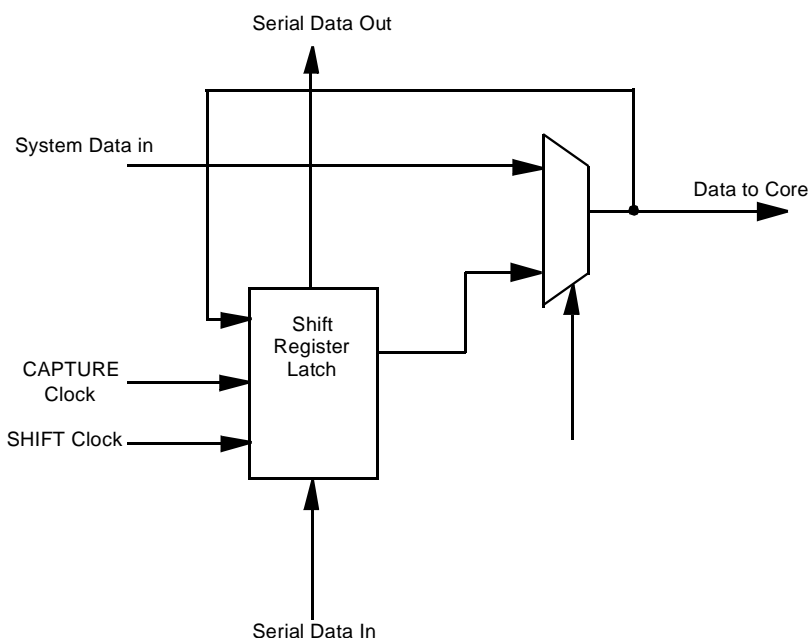 Serial Data Out
System Data in
Data to Core
Shift
Register
Latch
CAPTURE
Clock
SHIFT Clock
Serial Data In